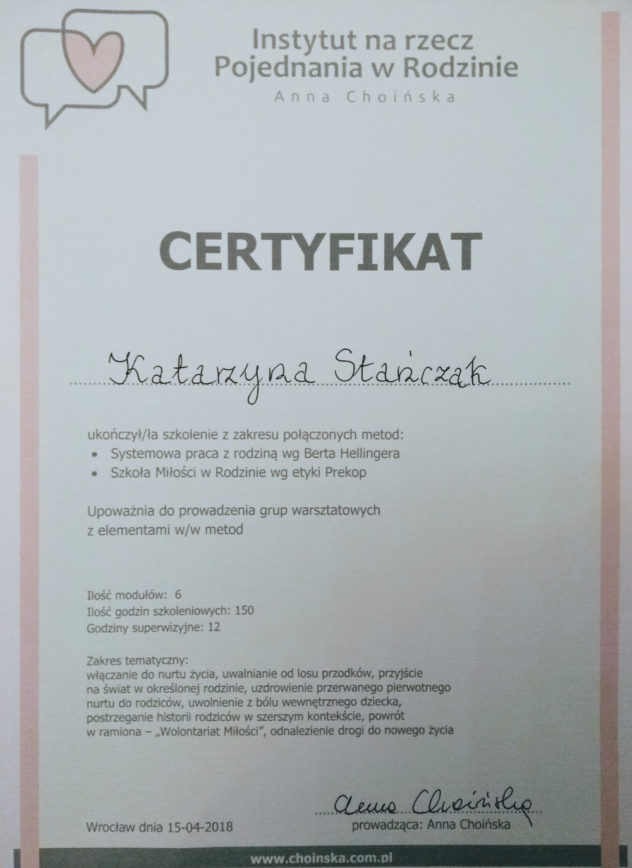 Instytut na rzecz
Pojednania w Rodzinie
Anna Choińska
CERTYFIKAT
Katarzyna Stańczak
ukończył/ła szkolenie z zakresu połączonych metod:
• Systemowa praca z rodziną wg Berta Hellingera
• Szkoła Miłości w Rodzinie wg etyki Prekop
Upoważnia do prowadzenia grup warsztatowych
z elementami w/w metod
Ilość modułów: 6
Ilość godzin szkoleniowych: 150
Godziny superwizyjne: 12
Zakres tematyczny:
włączanie do nurtu życia, uwalnianie od losu przodków, przyjście
na świat w określonej rodzinie, uzdrowienie przerwanego pierwotnego
nurtu do rodziców, uwolnienie z bólu wewnętrznego dziecka,
postrzeganie historii rodziców w szerszym kontekście, powrót
w ramiona – „Wolontariat Miłości", odnalezienie drogi do nowego życia
Anna Choińska
Wrocław dnia 15-04-2018
prowadząca: Anna Choińska
www.choinska.com.pl